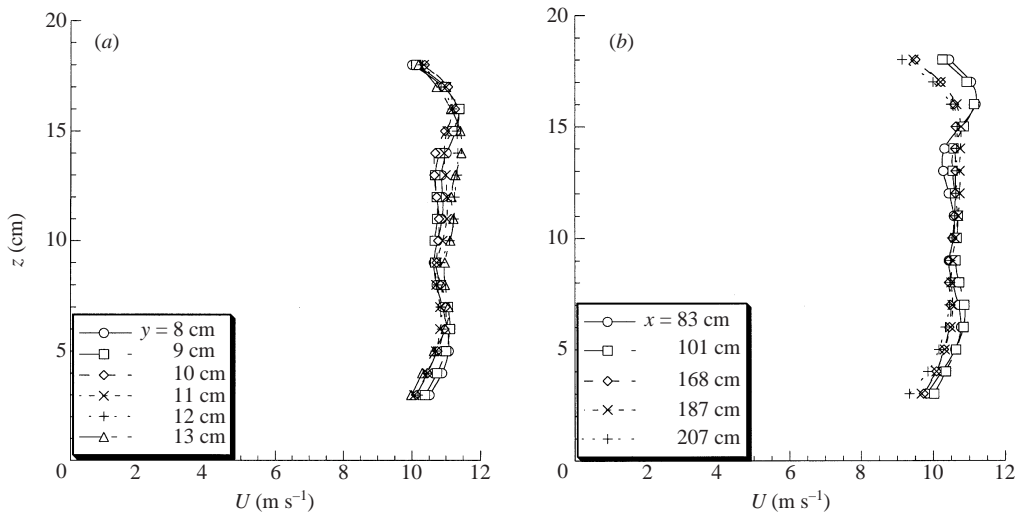 20
(a)
15
z (cm)
10
5
y = 8 cm
9 cm
10 cm
11 cm
12 cm
13 cm
0 2 4 6 8 10 12
U (m s⁻¹)
20
(b)
15
10
5
x = 83 cm
101 cm
168 cm
187 cm
207 cm
0 2 4 6 8 10 12
U (m s⁻¹)